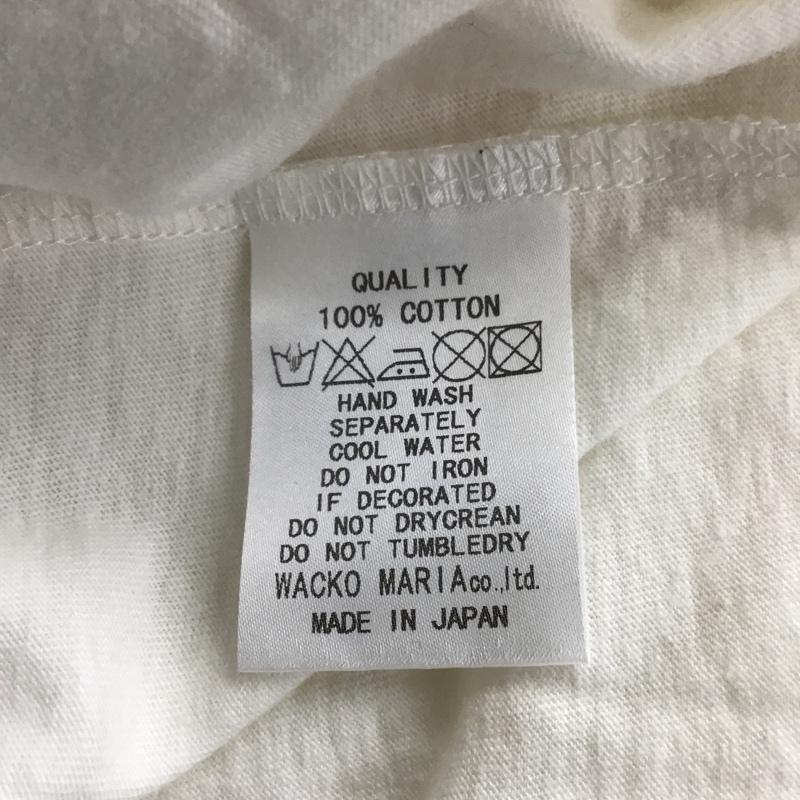 QUALITY
100% COTTON
HAND WASH
SEPARATELY
COOL WATER
DO NOT IRON
IF DECORATED
DO NOT DRYCREAN
DO NOT TUMBLEDRY
WACKO MARIA co.,ltd.
MADE IN JAPAN